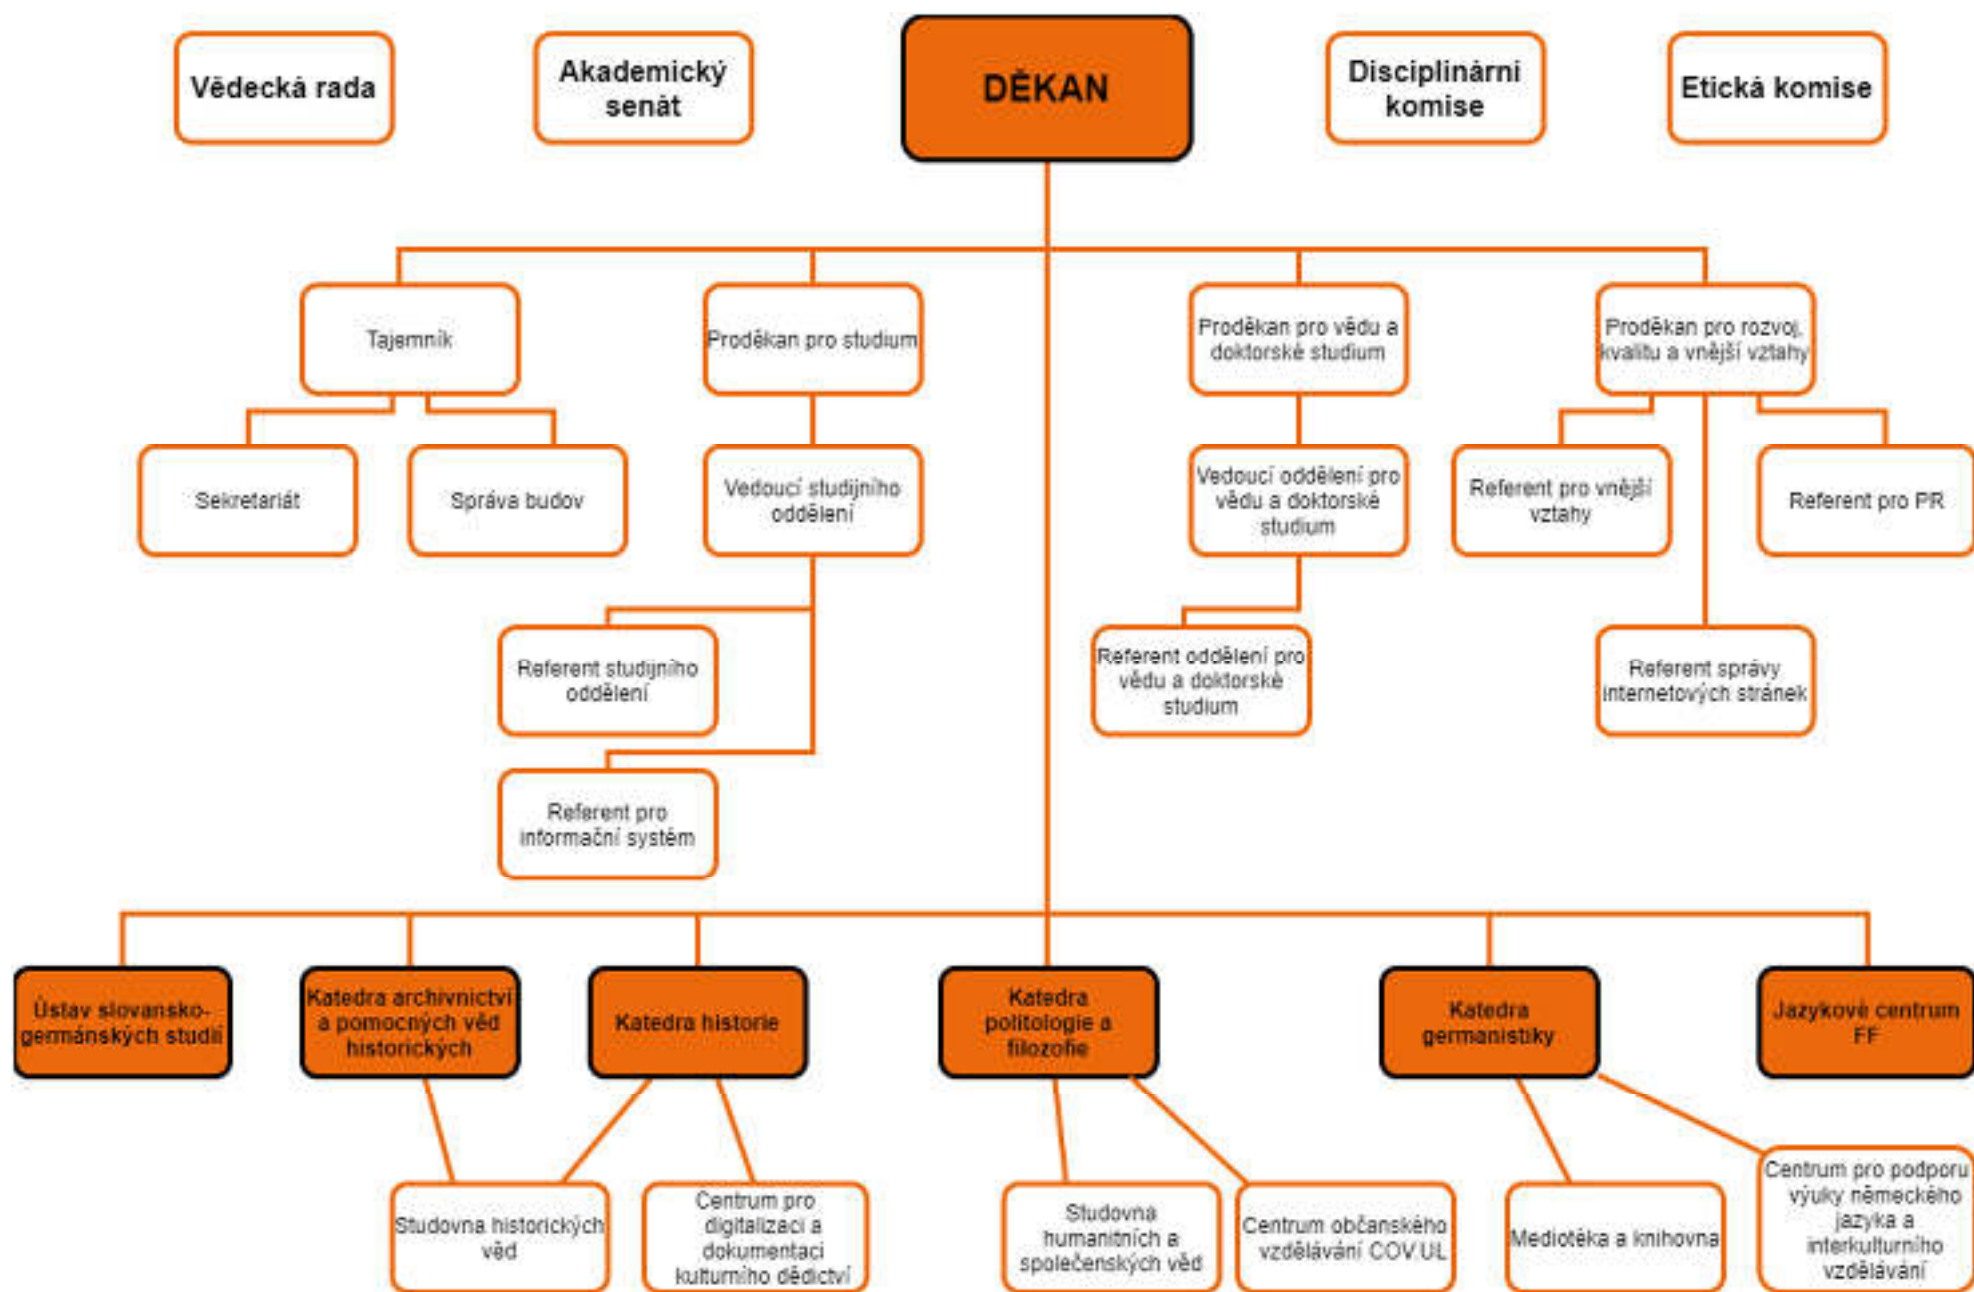 Vědecká rada
Akademický
senát
DĚKAN
Disciplinární
komise
Etická komise
Tajemník
Proděkan pro studium
Proděkan pro vědu a
doktorské studium
Proděkan pro rozvoj,
kvalitu a vnější vztahy
Sekretariát
Správa budov
Vedoucí studijního
oddělení
Vedoucí oddělení pro
vědu a doktorské
studium
Referent pro vnější
vztahy
Referent pro PR
Referent studijního
oddělení
Referent oddělení pro
vědu a doktorské
studium
Referent správy
internetových stránek
Referent pro
informační systém
Ústav slovansko-
germánských studií
Katedra archivnictví
a pomocných věd
historických
Katedra historie
Katedra
politologie a
filozofie
Katedra
germanistiky
Jazykové centrum
FF
Studovna historických
věd
Centrum pro
digitalizaci a
dokumentaci
kulturního dědictví
Studovna
humanitních a
společenských věd
Centrum občanského
vzdělávání COV.UL
Mediotéka a knihovna
Centrum pro podporu
výuky německého
jazyka a
interkulturního
vzdělávání